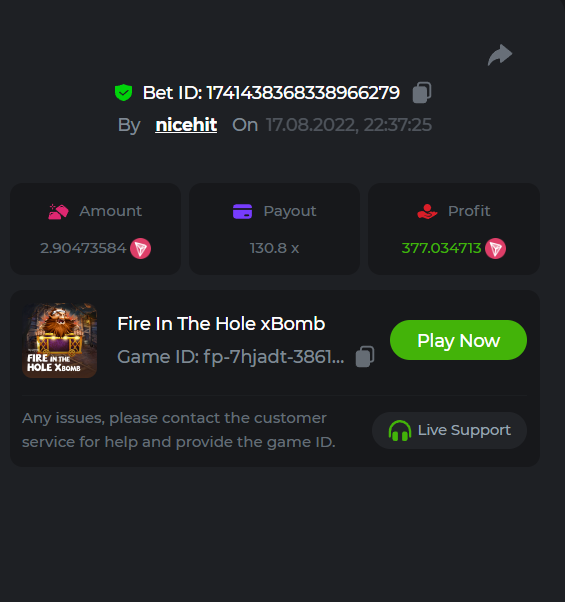 Bet ID: 1741438368338966279
By nicehit On 17.08.2022, 22:37:25
Amount
2.90473584
Payout
130.8 x
Profit
377.034713
FIRE IN THE
HOLE XBOMB
Fire In The Hole xBomb
Game ID: fp-7hjadt-3861...
Play Now
Any issues, please contact the customer
service for help and provide the game ID.
Live Support